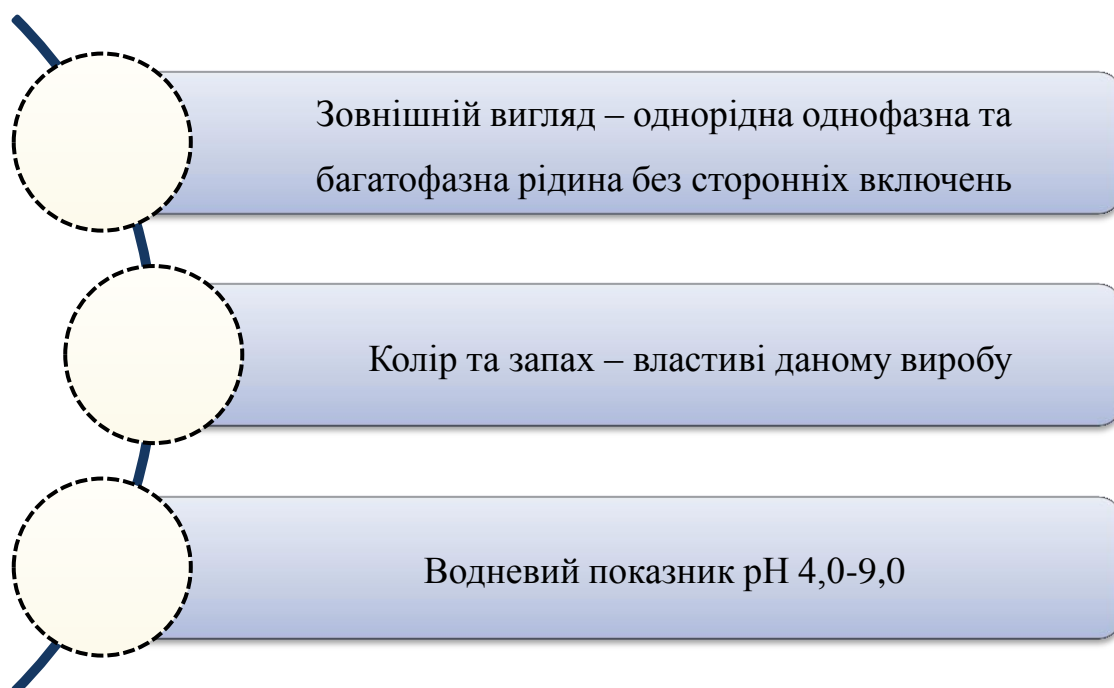 Зовнішній вигляд – однорідна однофазна та
багатофазна рідина без сторонніх включень
Колір та запах – властиві даному виробу
Водневий показник рН 4,0-9,0